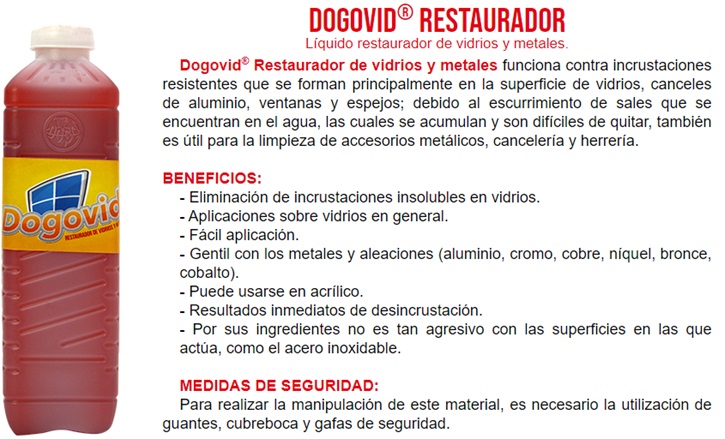 DOGOVID® RESTAURADOR
Líquido restaurador de vidrios y metales.
Dogovid® Restaurador de vidrios y metales funciona contra incrustaciones
resistentes que se forman principalmente en la superficie de vidrios, canceles
de aluminio, ventanas y espejos; debido al escurrimiento de sales que se
encuentran en el agua, las cuales se acumulan y son difíciles de quitar, también
es útil para la limpieza de accesorios metálicos, cancelería y herrería.
BENEFICIOS:
- Eliminación de incrustaciones insolubles en vidrios.
- Aplicaciones sobre vidrios en general.
- Fácil aplicación.
- Gentil con los metales y aleaciones (aluminio, cromo, cobre, níquel, bronce,
cobalto).
- Puede usarse en acrílico.
- Resultados inmediatos de desincrustación.
- Por sus ingredientes no es tan agresivo con las superficies en las que
actúa, como el acero inoxidable.
MEDIDAS DE SEGURIDAD:
Para realizar la manipulación de este material, es necesario la utilización de
guantes, cubreboca y gafas de seguridad.
Dogovid
RESTAURADOR DE VIDRIOS Y